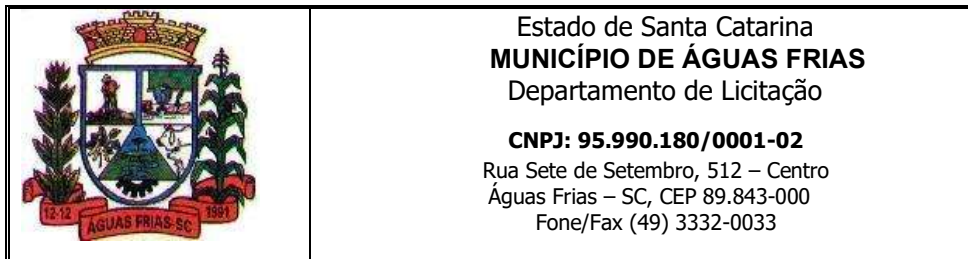 Estado de Santa Catarina
MUNICÍPIO DE ÁGUAS FRIAS
Departamento de Licitação
CNPJ: 95.990.180/0001-02
Rua Sete de Setembro, 512 – Centro
Águas Frias – SC, CEP 89.843-000
Fone/Fax (49) 3332-0033
12-12
ÁGUAS FRIAS-SC
1991